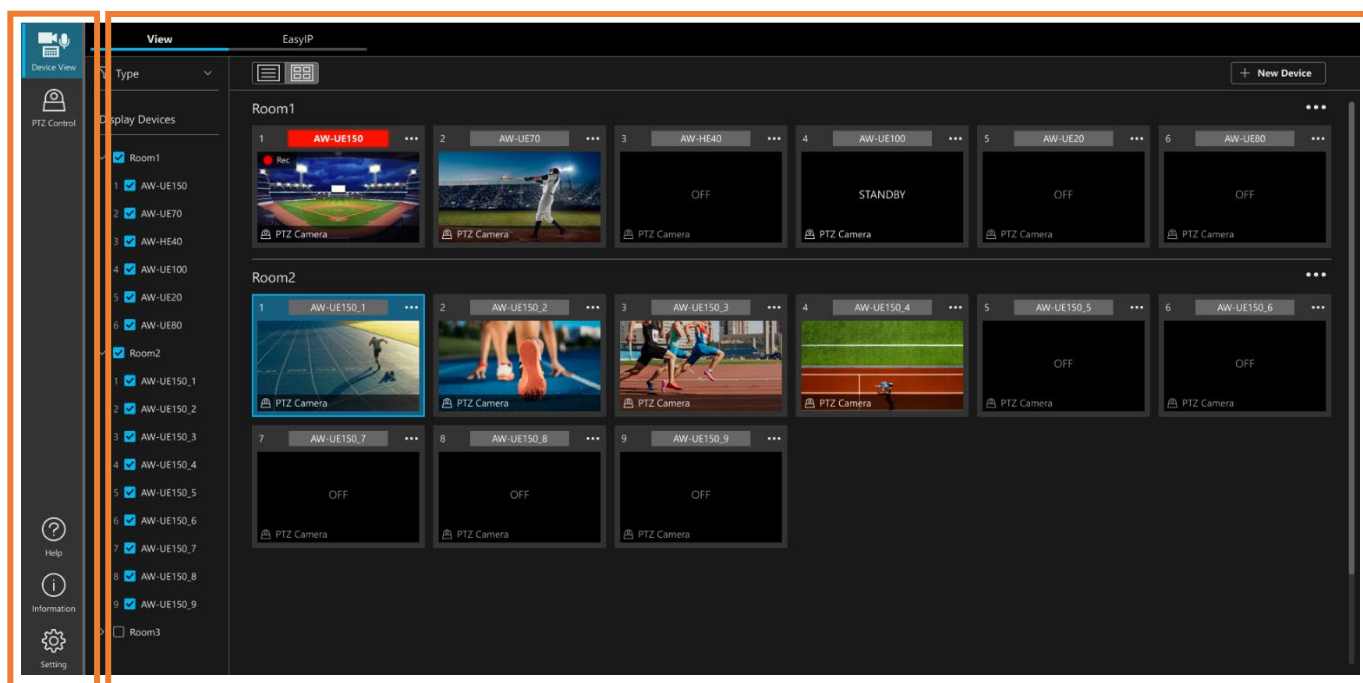 Device View
PTZ Control
Help
Information
Setting
View
EasyIP
Type
Display Devices
Room1
1 AW-UE150
2 AW-UE70
3 AW-HE40
4 AW-UE100
5 AW-UE20
6 AW-UE80
Room2
1 AW-UE150_1
2 AW-UE150_2
3 AW-UE150_3
4 AW-UE150_4
5 AW-UE150_5
6 AW-UE150_6
7 AW-UE150_7
8 AW-UE150_8
9 AW-UE150_9
Room3
+ New Device
Room1
1 AW-UE150
Rec
PTZ Camera
2 AW-UE70
PTZ Camera
3 AW-HE40
OFF
PTZ Camera
4 AW-UE100
STANDBY
PTZ Camera
5 AW-UE20
OFF
PTZ Camera
6 AW-UE80
OFF
PTZ Camera
Room2
1 AW-UE150_1
PTZ Camera
2 AW-UE150_2
PTZ Camera
3 AW-UE150_3
PTZ Camera
4 AW-UE150_4
PTZ Camera
5 AW-UE150_5
OFF
PTZ Camera
6 AW-UE150_6
OFF
PTZ Camera
7 AW-UE150_7
OFF
PTZ Camera
8 AW-UE150_8
OFF
PTZ Camera
9 AW-UE150_9
OFF
PTZ Camera